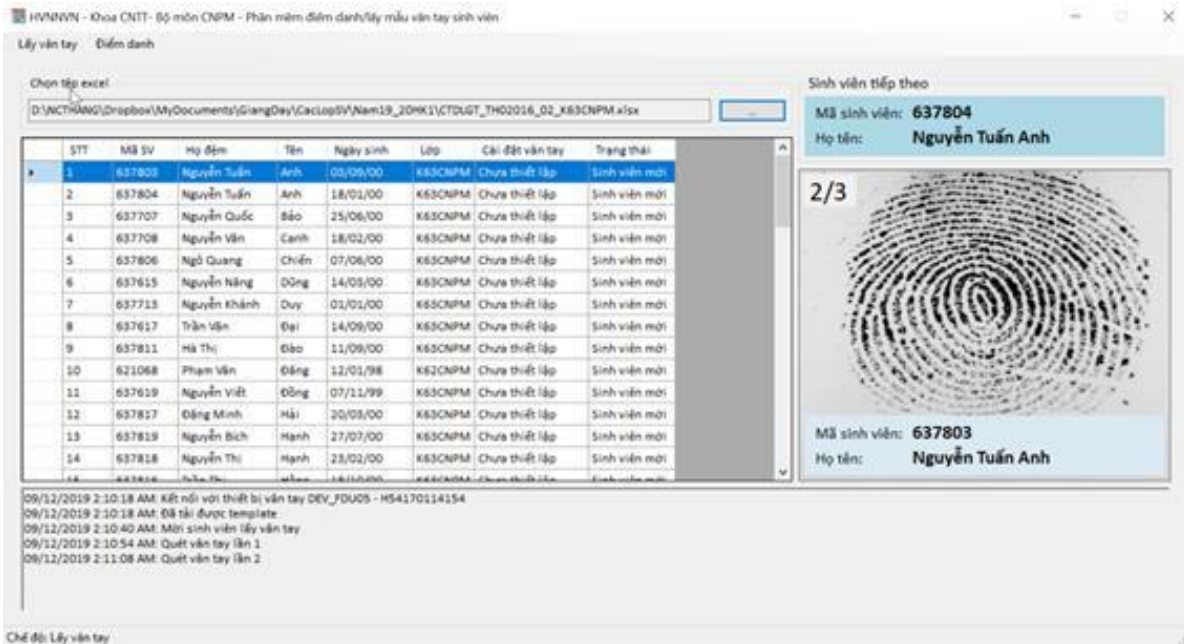 HVNNVN - Khoa CNTT- Bộ môn CNPM - Phần mềm điểm danh/lấy mẫu vân tay sinh viên
Lấy vân tay Điểm danh
Chọn tệp excel
D:\NCTHANG\Dropbox\MyDocuments\GiangDay\CacLopSV\Nam19_20HK1\CTDLGT_TH02016_02_K63CNPM.xlsx ...
STT Mã SV Họ đệm Tên Ngày sinh Lớp Cài đặt vân tay Trạng thái
1 637803 Nguyễn Tuấn Anh 03/09/00 K63CNPM Chưa thiết lập Sinh viên mới
2 637804 Nguyễn Tuấn Anh 18/01/00 K63CNPM Chưa thiết lập Sinh viên mới
3 637707 Nguyễn Quốc Bảo 25/06/00 K63CNPM Chưa thiết lập Sinh viên mới
4 637708 Nguyễn Văn Canh 18/02/00 K63CNPM Chưa thiết lập Sinh viên mới
5 637806 Ngô Quang Chiến 07/06/00 K63CNPM Chưa thiết lập Sinh viên mới
6 637615 Nguyễn Năng Dũng 14/05/00 K63CNPM Chưa thiết lập Sinh viên mới
7 637713 Nguyễn Khánh Duy 01/01/00 K63CNPM Chưa thiết lập Sinh viên mới
8 637617 Trần Văn Đại 14/09/00 K63CNPM Chưa thiết lập Sinh viên mới
9 637811 Hà Thị Đào 11/09/00 K63CNPM Chưa thiết lập Sinh viên mới
10 621068 Phạm Văn Đăng 12/01/98 K62CNPM Chưa thiết lập Sinh viên mới
11 637619 Nguyễn Viết Đồng 07/11/99 K63CNPM Chưa thiết lập Sinh viên mới
12 637817 Đặng Minh Hải 20/03/00 K63CNPM Chưa thiết lập Sinh viên mới
13 637819 Nguyễn Bích Hạnh 27/07/00 K63CNPM Chưa thiết lập Sinh viên mới
14 637818 Nguyễn Thị Hạnh 23/02/00 K63CNPM Chưa thiết lập Sinh viên mới
Sinh viên tiếp theo
Mã sinh viên: 637804
Họ tên: Nguyễn Tuấn Anh
2/3
Mã sinh viên: 637803
Họ tên: Nguyễn Tuấn Anh
09/12/2019 2:10:18 AM: Kết nối với thiết bị vân tay DEV_FDU05 - H54170114154
09/12/2019 2:10:18 AM: Đã tải được template
09/12/2019 2:10:40 AM: Mời sinh viên lấy vân tay
09/12/2019 2:10:54 AM: Quét vân tay lần 1
09/12/2019 2:11:08 AM: Quét vân tay lần 2
Chế độ: Lấy vân tay